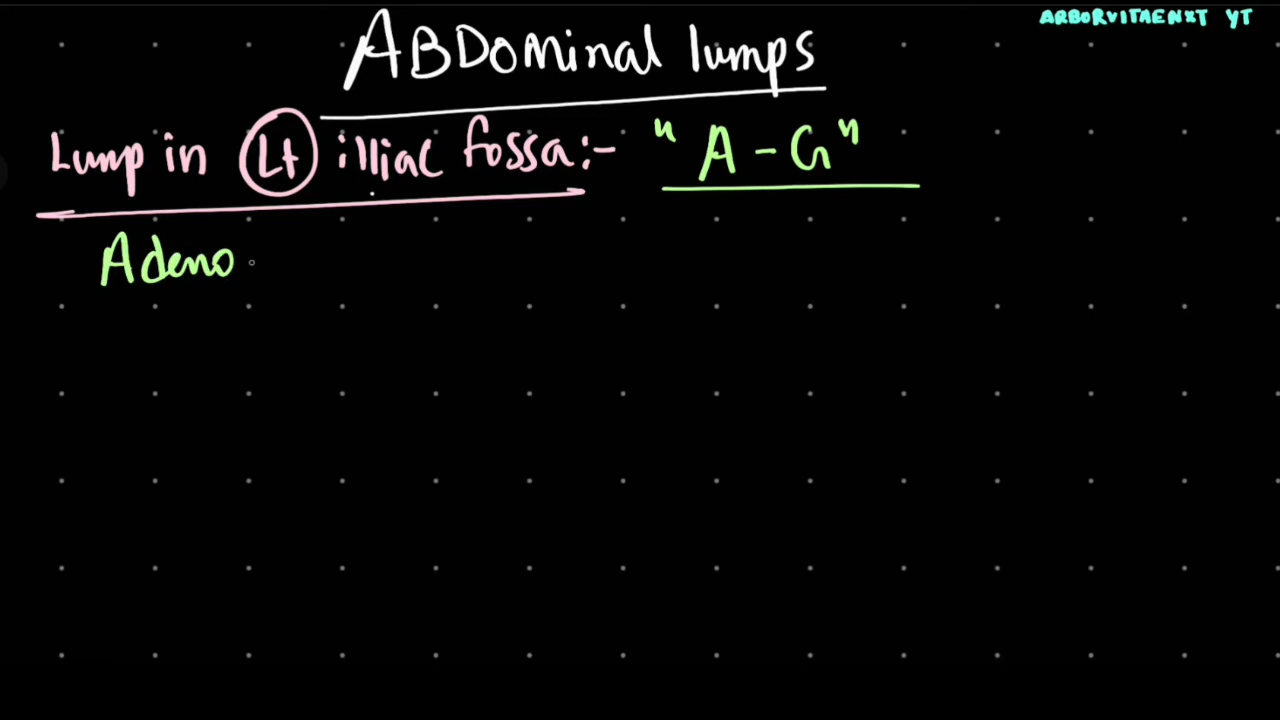 ARBORVITAENXT YT
ABDominal lumps
Lump in Lt illiac fossa:- "A-G"
Adeno